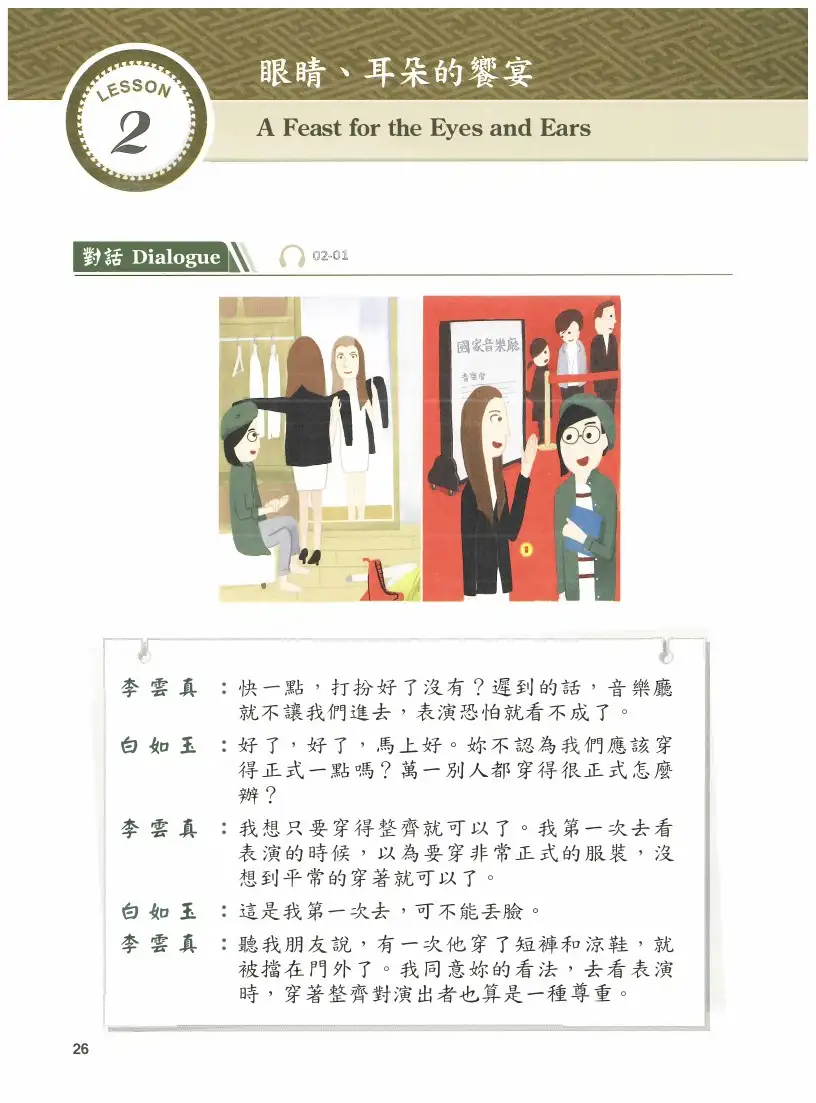 LESSON
2
眼睛、耳朵的饗宴
A Feast for the Eyes and Ears
對話 Dialogue
02-01
國家音樂廳
音樂會
李雲真：快一點，打扮好了沒有？遲到的話，音樂廳
就不讓我們進去，表演恐怕就看不成了。
白如玉：好了，好了，馬上好。妳不認為我們應該穿
得正式一點嗎？萬一別人都穿得很正式怎麼
辦？
李雲真：我想只要穿得整齊就可以了。我第一次去看
表演的時候，以為要穿非常正式的服裝，沒
想到平常的穿著就可以了。
白如玉：這是我第一次去，可不能丟臉。
李雲真：聽我朋友說，有一次他穿了短褲和涼鞋，就
被擋在門外了。我同意妳的看法，去看表演
時，穿著整齊對演出者也算是一種尊重。
26